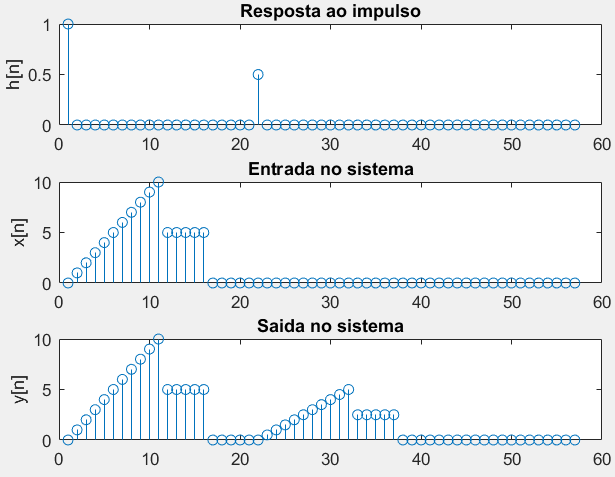 Resposta ao impulso
1
0.5
0
h[n]
0 10 20 30 40 50 60
Entrada no sistema
10
5
0
x[n]
0 10 20 30 40 50 60
Saida no sistema
10
5
0
y[n]
0 10 20 30 40 50 60